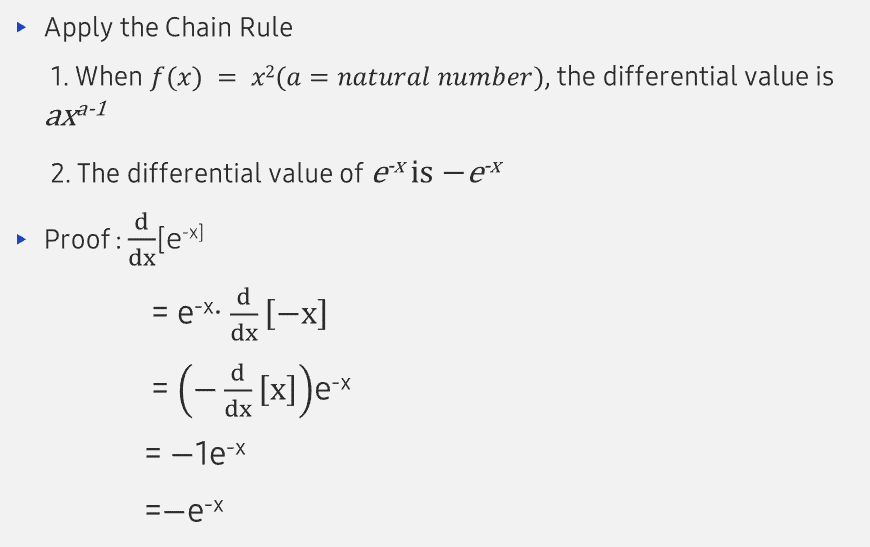 ▶ Apply the Chain Rule
1. When f(x) = x²(a = natural number), the differential value is
axᵃ⁻¹
2. The differential value of e⁻ˣ is −e⁻ˣ
▶ Proof : d/dx [e⁻ˣ]
= e⁻ˣ · d/dx [−x]
= (− d/dx [x]) e⁻ˣ
= −1e⁻ˣ
=−e⁻ˣ